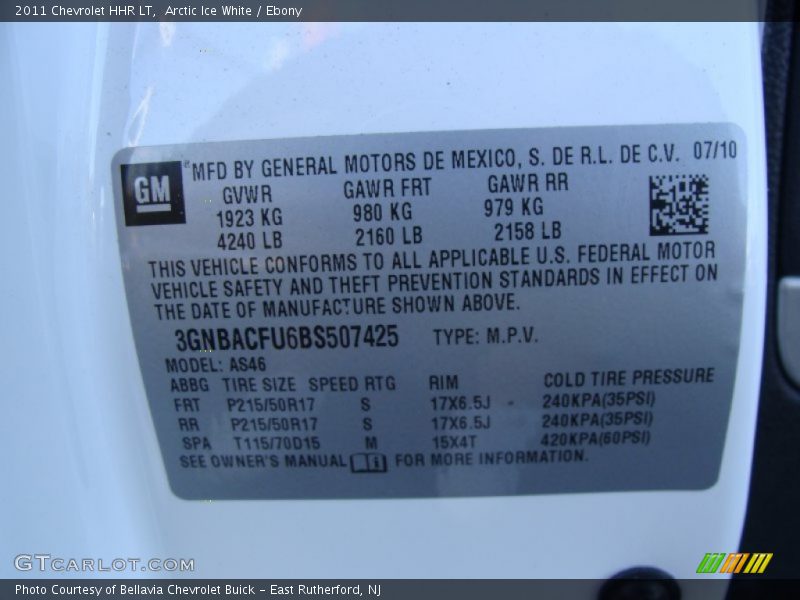 2011 Chevrolet HHR LT, Arctic Ice White / Ebony
GM ® MFD BY GENERAL MOTORS DE MEXICO, S. DE R.L. DE C.V. 07/10
GVWR GAWR FRT GAWR RR
1923 KG 980 KG 979 KG
4240 LB 2160 LB 2158 LB
THIS VEHICLE CONFORMS TO ALL APPLICABLE U.S. FEDERAL MOTOR
VEHICLE SAFETY AND THEFT PREVENTION STANDARDS IN EFFECT ON
THE DATE OF MANUFACTURE SHOWN ABOVE.
3GNBACFU6BS507425 TYPE: M.P.V.
MODEL: AS46
ABBG TIRE SIZE SPEED RTG RIM COLD TIRE PRESSURE
FRT P215/50R17 S 17X6.5J 240KPA(35PSI)
RR P215/50R17 S 17X6.5J 240KPA(35PSI)
SPA T115/70D15 M 15X4T 420KPA(60PSI)
SEE OWNER'S MANUAL i FOR MORE INFORMATION.
GTCARLOT.COM
Photo Courtesy of Bellavia Chevrolet Buick - East Rutherford, NJ